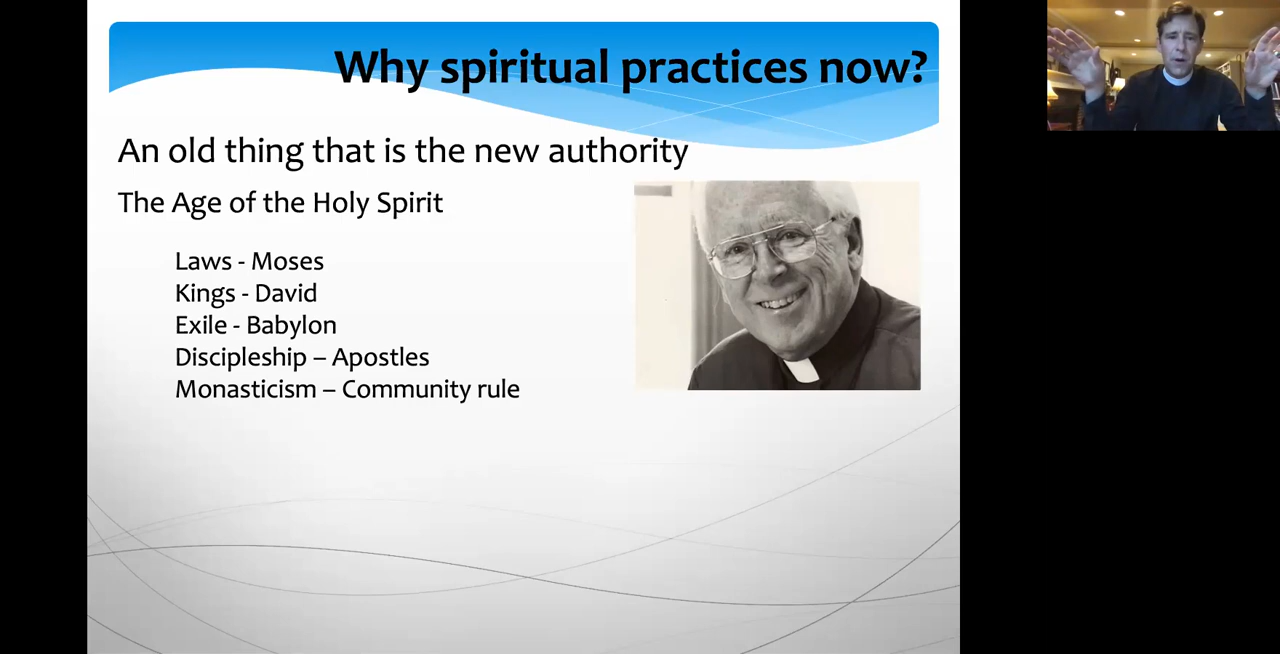 Why spiritual practices now?
An old thing that is the new authority
The Age of the Holy Spirit
Laws - Moses
Kings - David
Exile - Babylon
Discipleship – Apostles
Monasticism – Community rule